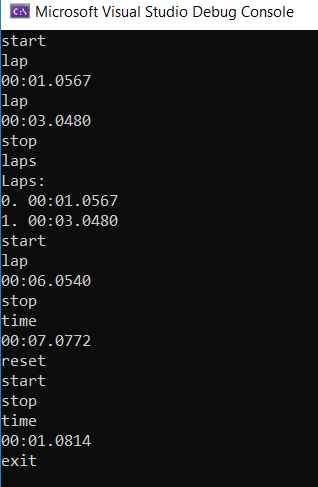 Microsoft Visual Studio Debug Console
start
lap
00:01.0567
lap
00:03.0480
stop
laps
Laps:
0. 00:01.0567
1. 00:03.0480
start
lap
00:06.0540
stop
time
00:07.0772
reset
start
stop
time
00:01.0814
exit